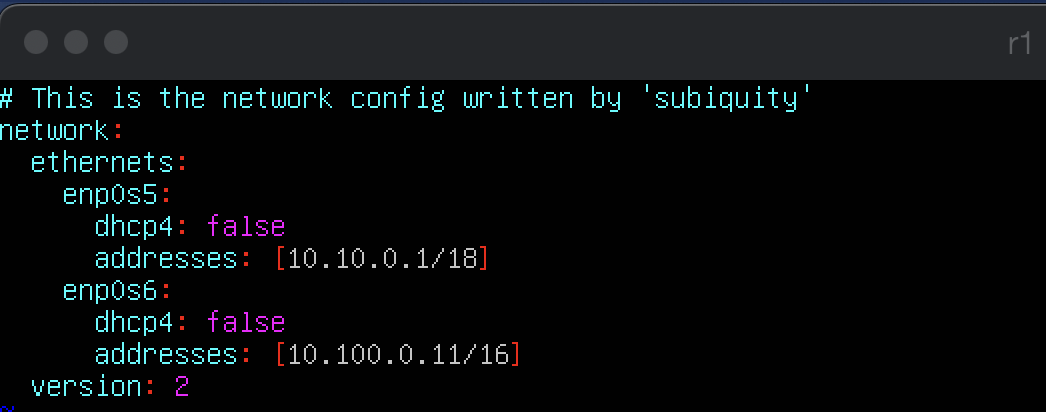 r1
# This is the network config written by 'subiquity'
network:
  ethernets:
    enp0s5:
      dhcp4: false
      addresses: [10.10.0.1/18]
    enp0s6:
      dhcp4: false
      addresses: [10.100.0.11/16]
  version: 2
~